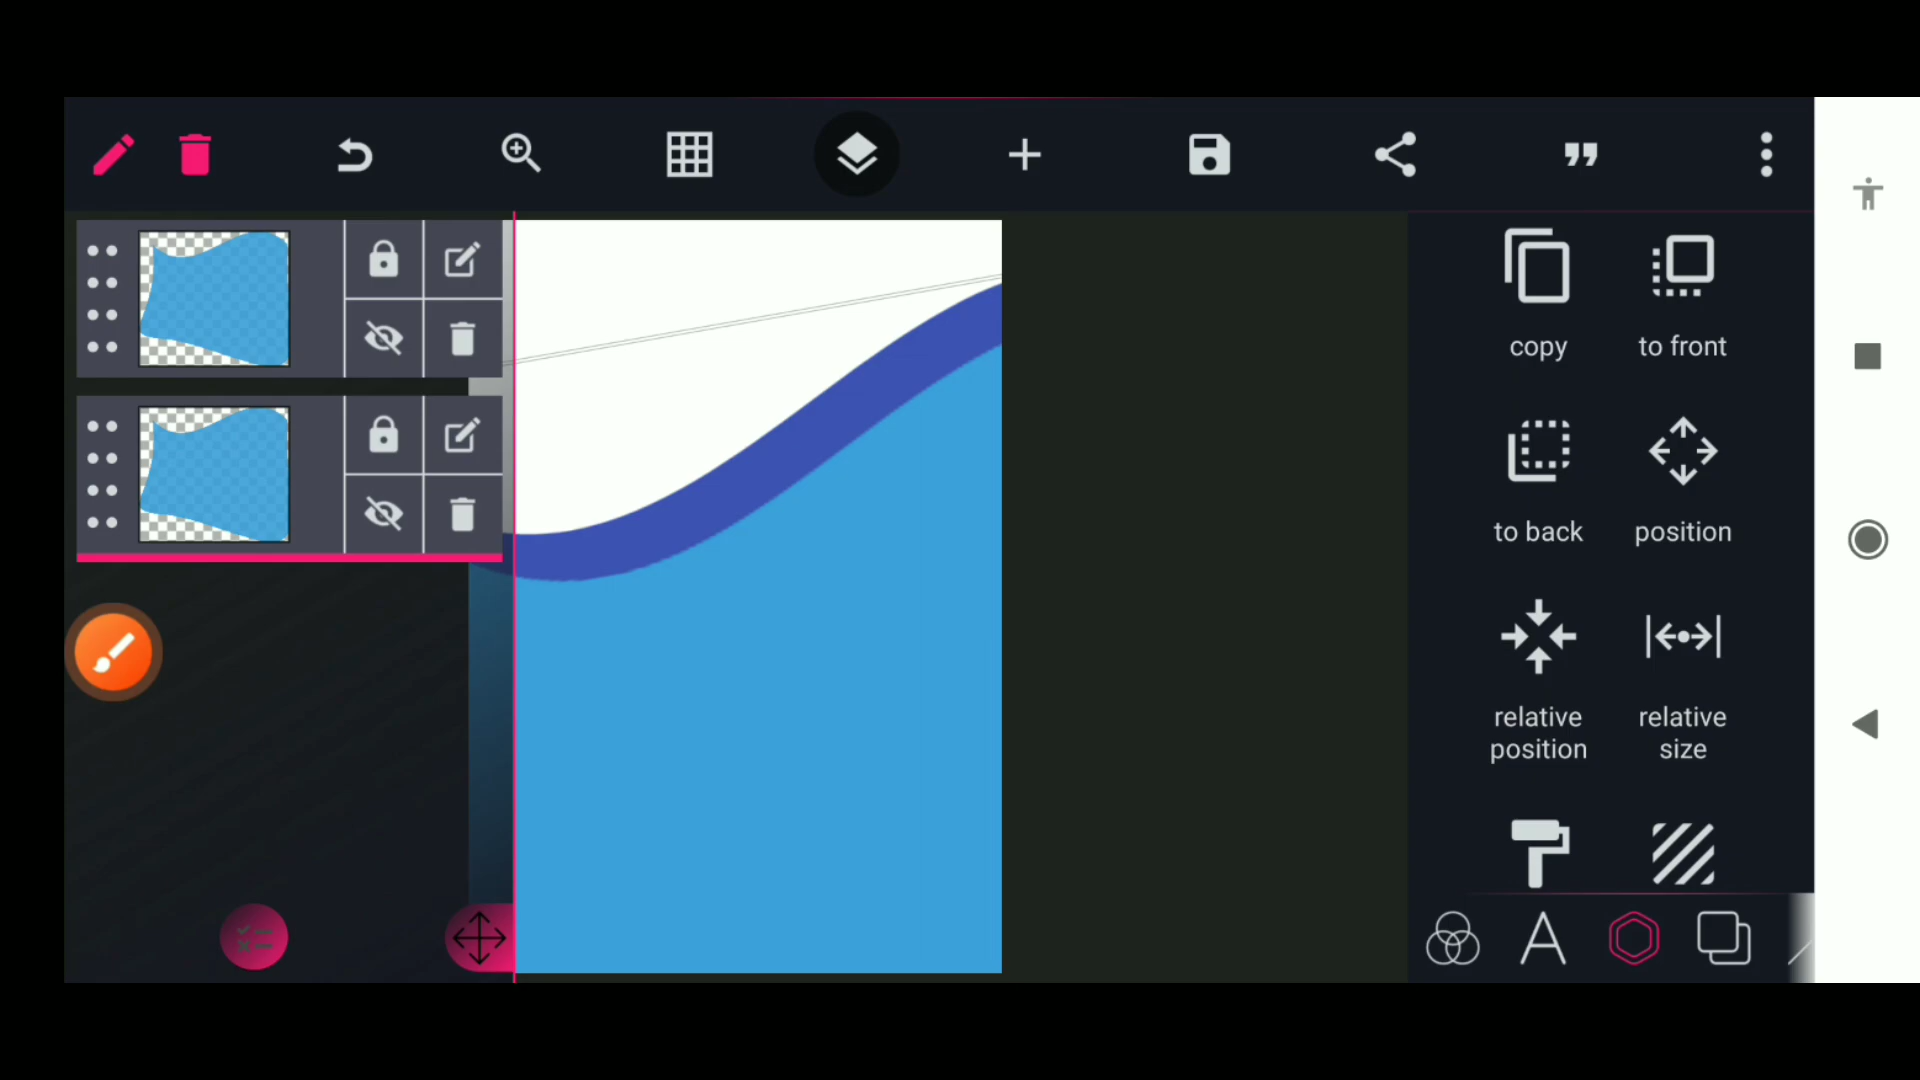 copy
to front
to back
position
relative
position
relative
size